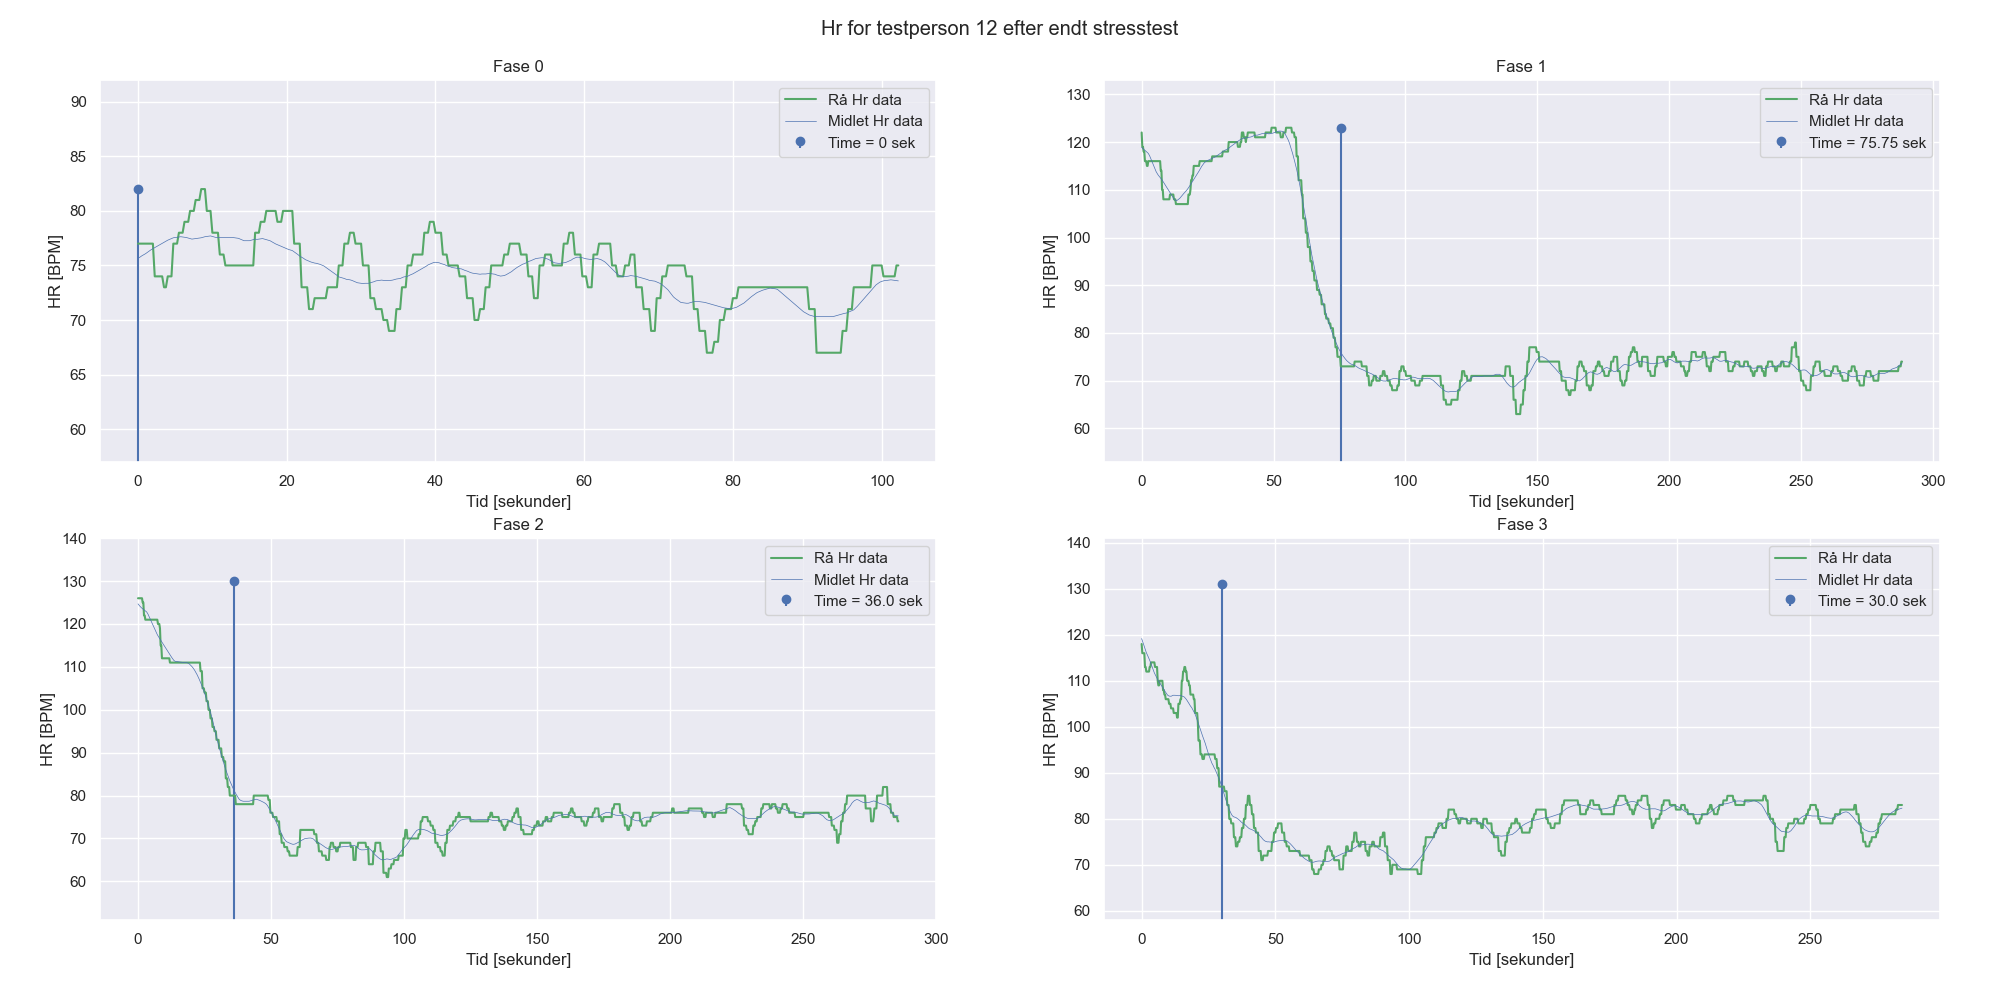 Hr for testperson 12 efter endt stresstest
Fase 0
HR [BPM]
90
85
80
75
70
65
60
Rå Hr data
Midlet Hr data
Time = 0 sek
0 20 40 60 80 100
Tid [sekunder]
Fase 1
HR [BPM]
130
120
110
100
90
80
70
60
Rå Hr data
Midlet Hr data
Time = 75.75 sek
0 50 100 150 200 250 300
Tid [sekunder]
Fase 2
HR [BPM]
140
130
120
110
100
90
80
70
60
Rå Hr data
Midlet Hr data
Time = 36.0 sek
0 50 100 150 200 250 300
Tid [sekunder]
Fase 3
HR [BPM]
140
130
120
110
100
90
80
70
60
Rå Hr data
Midlet Hr data
Time = 30.0 sek
0 50 100 150 200 250
Tid [sekunder]